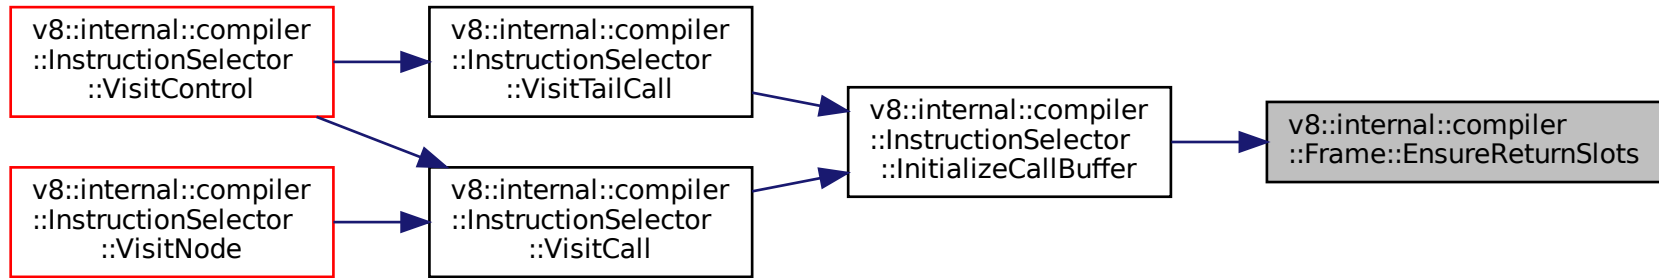 v8::internal::compiler
::InstructionSelector
::VisitControl
v8::internal::compiler
::InstructionSelector
::VisitTailCall
v8::internal::compiler
::InstructionSelector
::InitializeCallBuffer
v8::internal::compiler
::Frame::EnsureReturnSlots
v8::internal::compiler
::InstructionSelector
::VisitNode
v8::internal::compiler
::InstructionSelector
::VisitCall